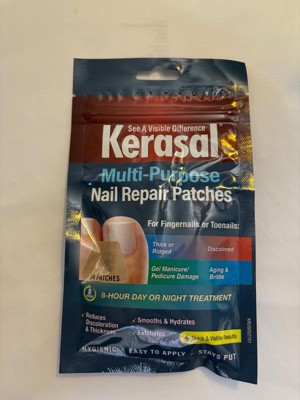 See A Visible Difference
Kerasal
Multi-Purpose
Nail Repair Patches
For Fingernails or Toenails:
Thick or Ridged
Discolored
Gel Manicure/ Pedicure Damage
Aging & Brittle
14 PATCHES
8-HOUR DAY OR NIGHT TREATMENT
✓ Reduces Discoloration & Thickness
✓ Smooths & Hydrates
✓ Exfoliates
Quick & Visible Results
HYGIENIC · EASY TO APPLY · STAYS PUT